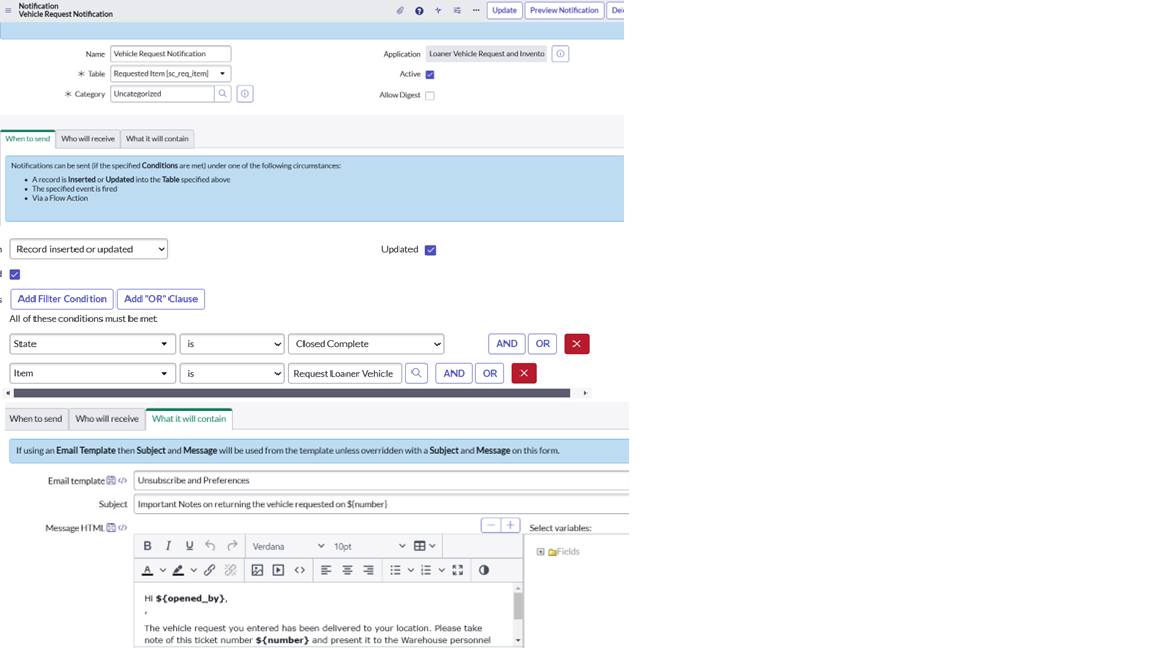 Notification
Vehicle Request Notification
Update
Preview Notification
Name
Vehicle Request Notification
Application
Loaner Vehicle Request and Invento
* Table
Requested Item [sc_req_item]
Active
* Category
Uncategorized
Allow Digest
When to send
Who will receive
What it will contain
Notifications can be sent (if the specified Conditions are met) under one of the following circumstances:
• A record is Inserted or Updated into the Table specified above
• The specified event is fired
• Via a Flow Action
Record inserted or updated
Updated
Add Filter Condition
Add "OR" Clause
All of these conditions must be met
State
is
Closed Complete
AND
OR
Item
is
Request Loaner Vehicle
AND
OR
When to send
Who will receive
What it will contain
If using an Email Template then Subject and Message will be used from the template unless overridden with a Subject and Message on this form.
Email template
Unsubscribe and Preferences
Subject
Important Notes on returning the vehicle requested on ${number}
Message HTML
Select variables:
B I U
Verdana
10pt
Fields
A
Hi ${opened_by},
,
The vehicle request you entered has been delivered to your location. Please take
note of this ticket number ${number} and present it to the Warehouse personnel